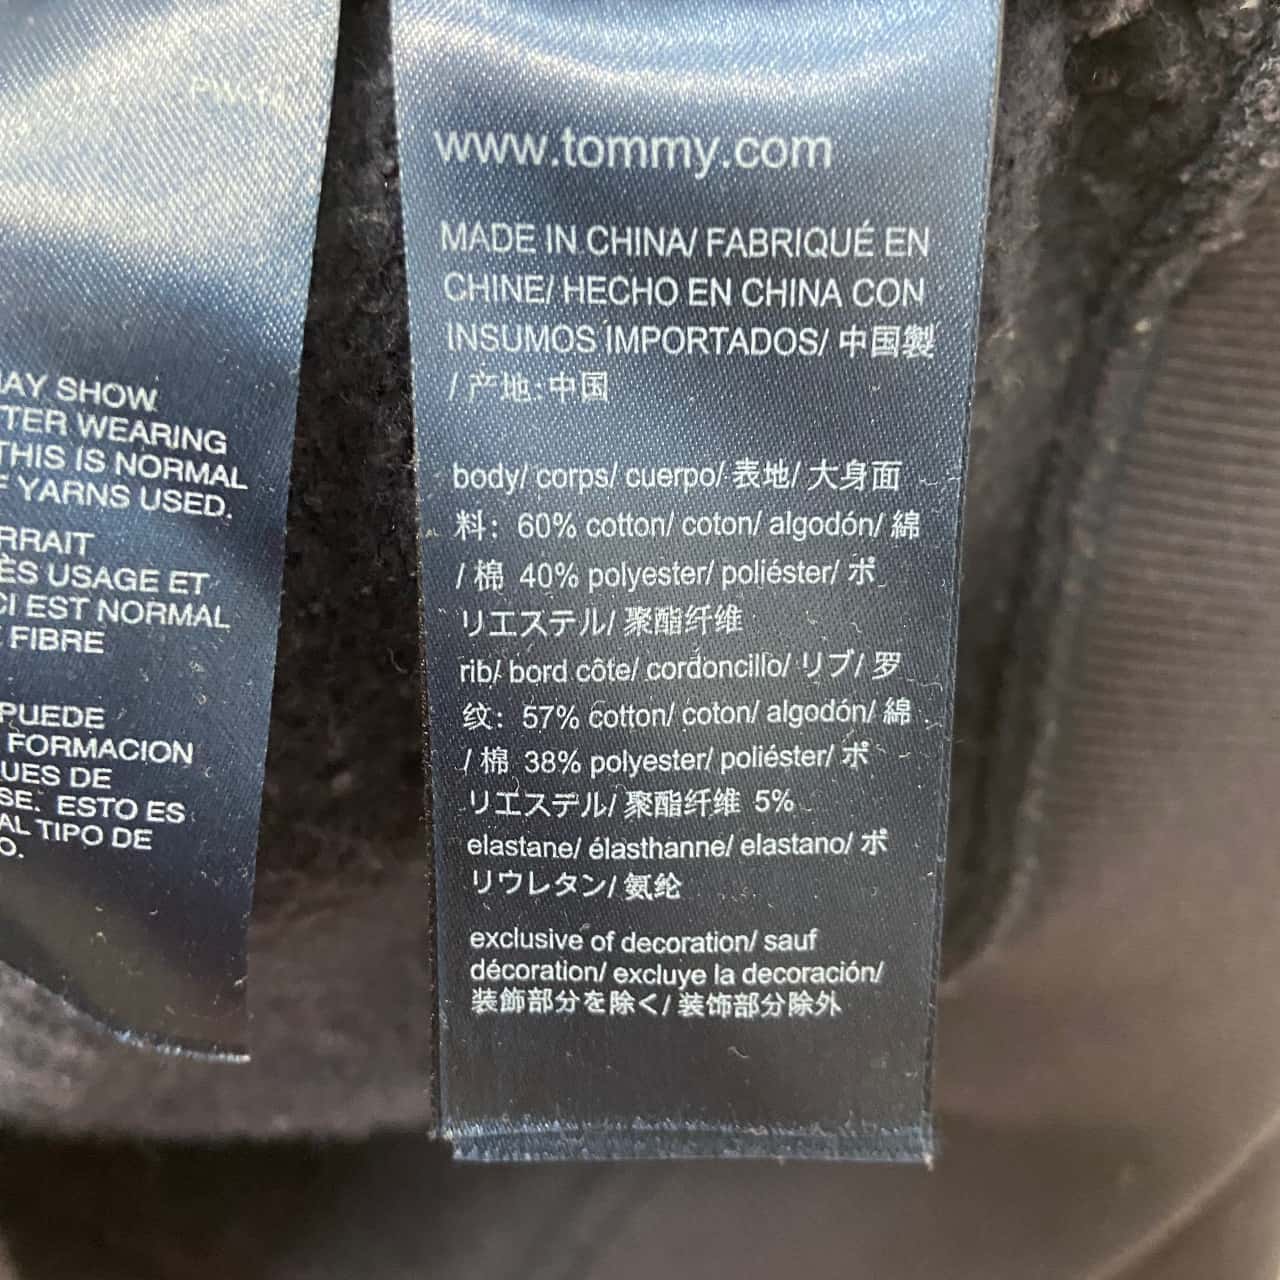 MAY SHOW
WEARING
THIS IS NORMAL
YARNS USED.
ÈS USAGE ET
CI EST NORMAL
FIBRE
PUEDE
FORMACION
UES DE
SE. ESTO ES
AL TIPO DE
O.
www.tommy.com
MADE IN CHINA/ FABRIQUÉ EN
CHINE/ HECHO EN CHINA CON
INSUMOS IMPORTADOS/ 中国製
/ 产地:中国
body/ corps/ cuerpo/ 表地/ 大身面
料: 60% cotton/ coton/ algodón/ 綿
/ 棉 40% polyester/ poliéster/ ポ
リエステル/ 聚酯纤维
rib/ bord côte/ cordoncillo/ リブ/ 罗
纹: 57% cotton/ coton/ algodón/ 綿
/ 棉 38% polyester/ poliéster/ ポ
リエステル/ 聚酯纤维 5%
elastane/ élasthanne/ elastano/ ポ
リウレタン/ 氨纶
exclusive of decoration/ sauf
décoration/ excluye la decoración/
装飾部分を除く/ 装饰部分除外